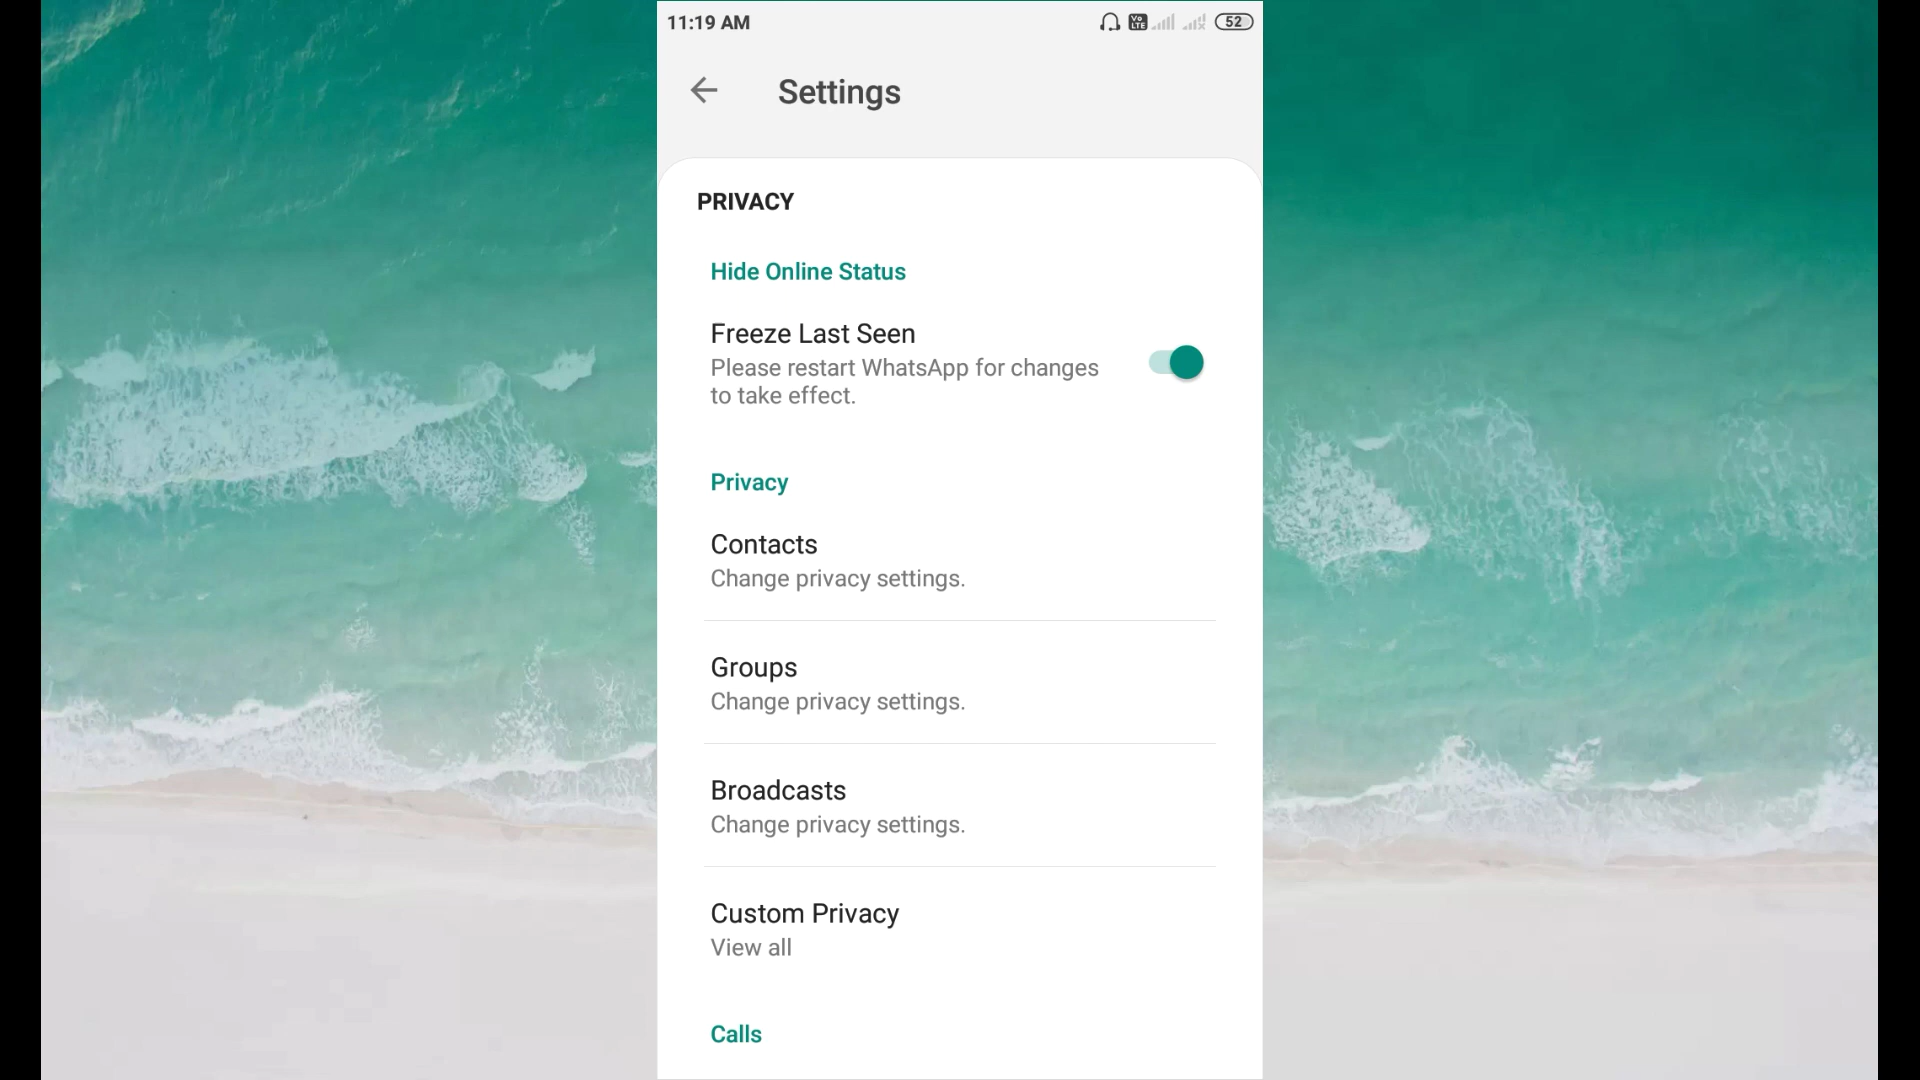 11:19 AM
Vo LTE
52
Settings
PRIVACY
Hide Online Status
Freeze Last Seen
Please restart WhatsApp for changes
to take effect.
Privacy
Contacts
Change privacy settings.
Groups
Change privacy settings.
Broadcasts
Change privacy settings.
Custom Privacy
View all
Calls